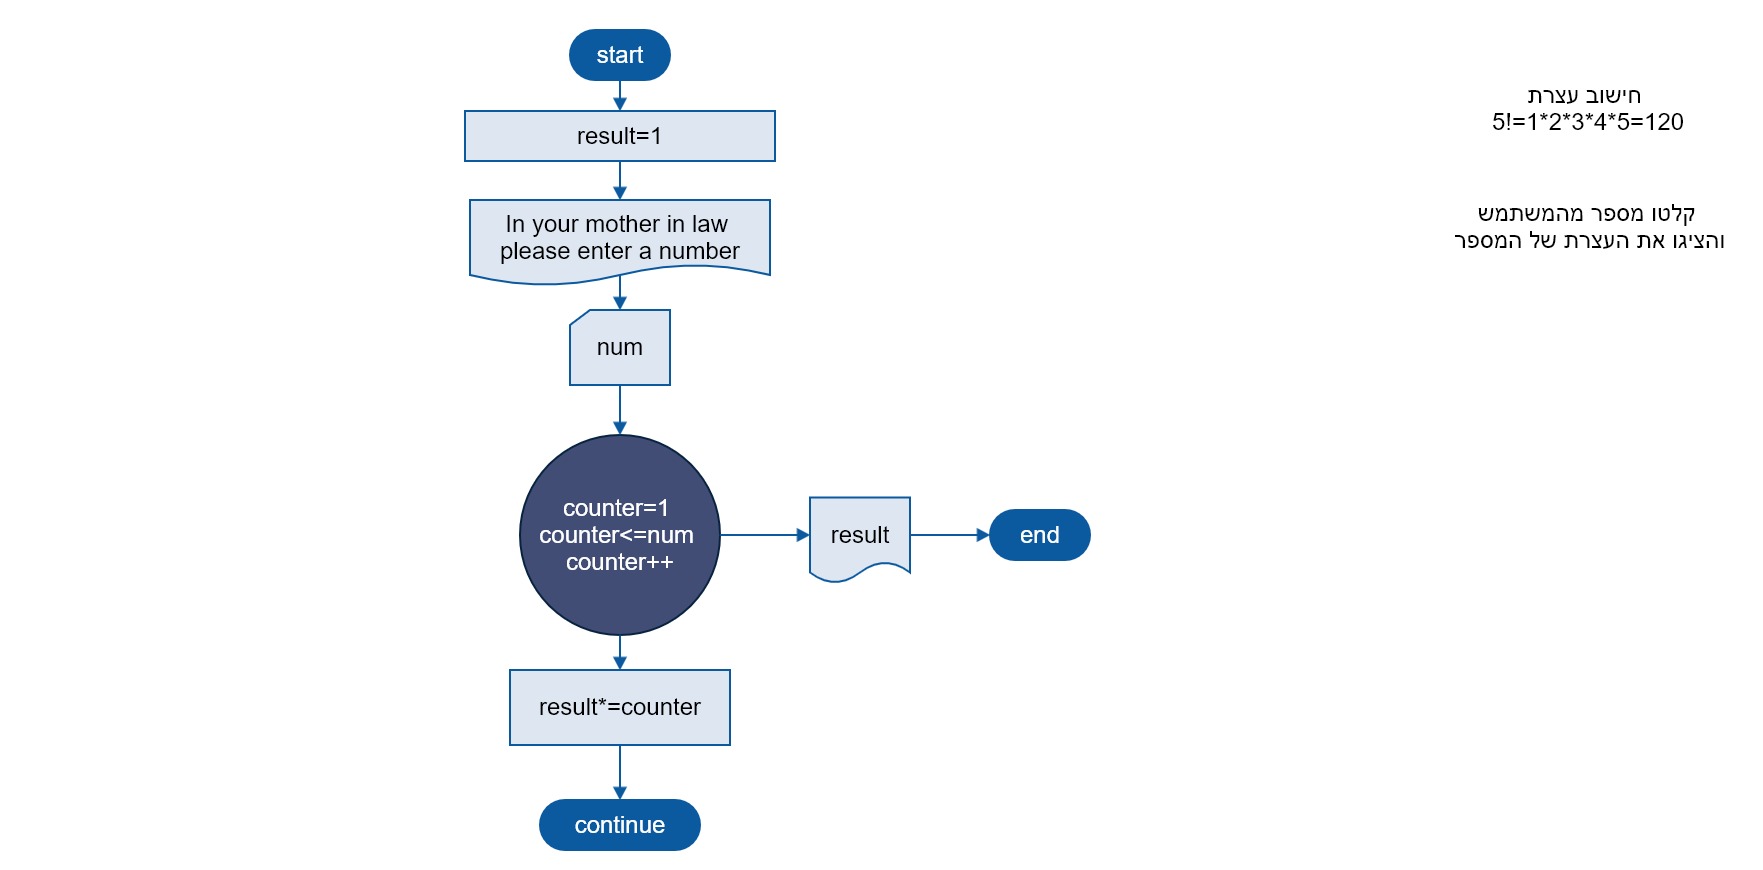 start
result=1
In your mother in law
please enter a number
num
counter=1
counter<=num
counter++
result
end
result*=counter
continue
חישוב עצרת
5!=1*2*3*4*5=120
קלטו מספר מהמשתמש
והציגו את העצרת של המספר